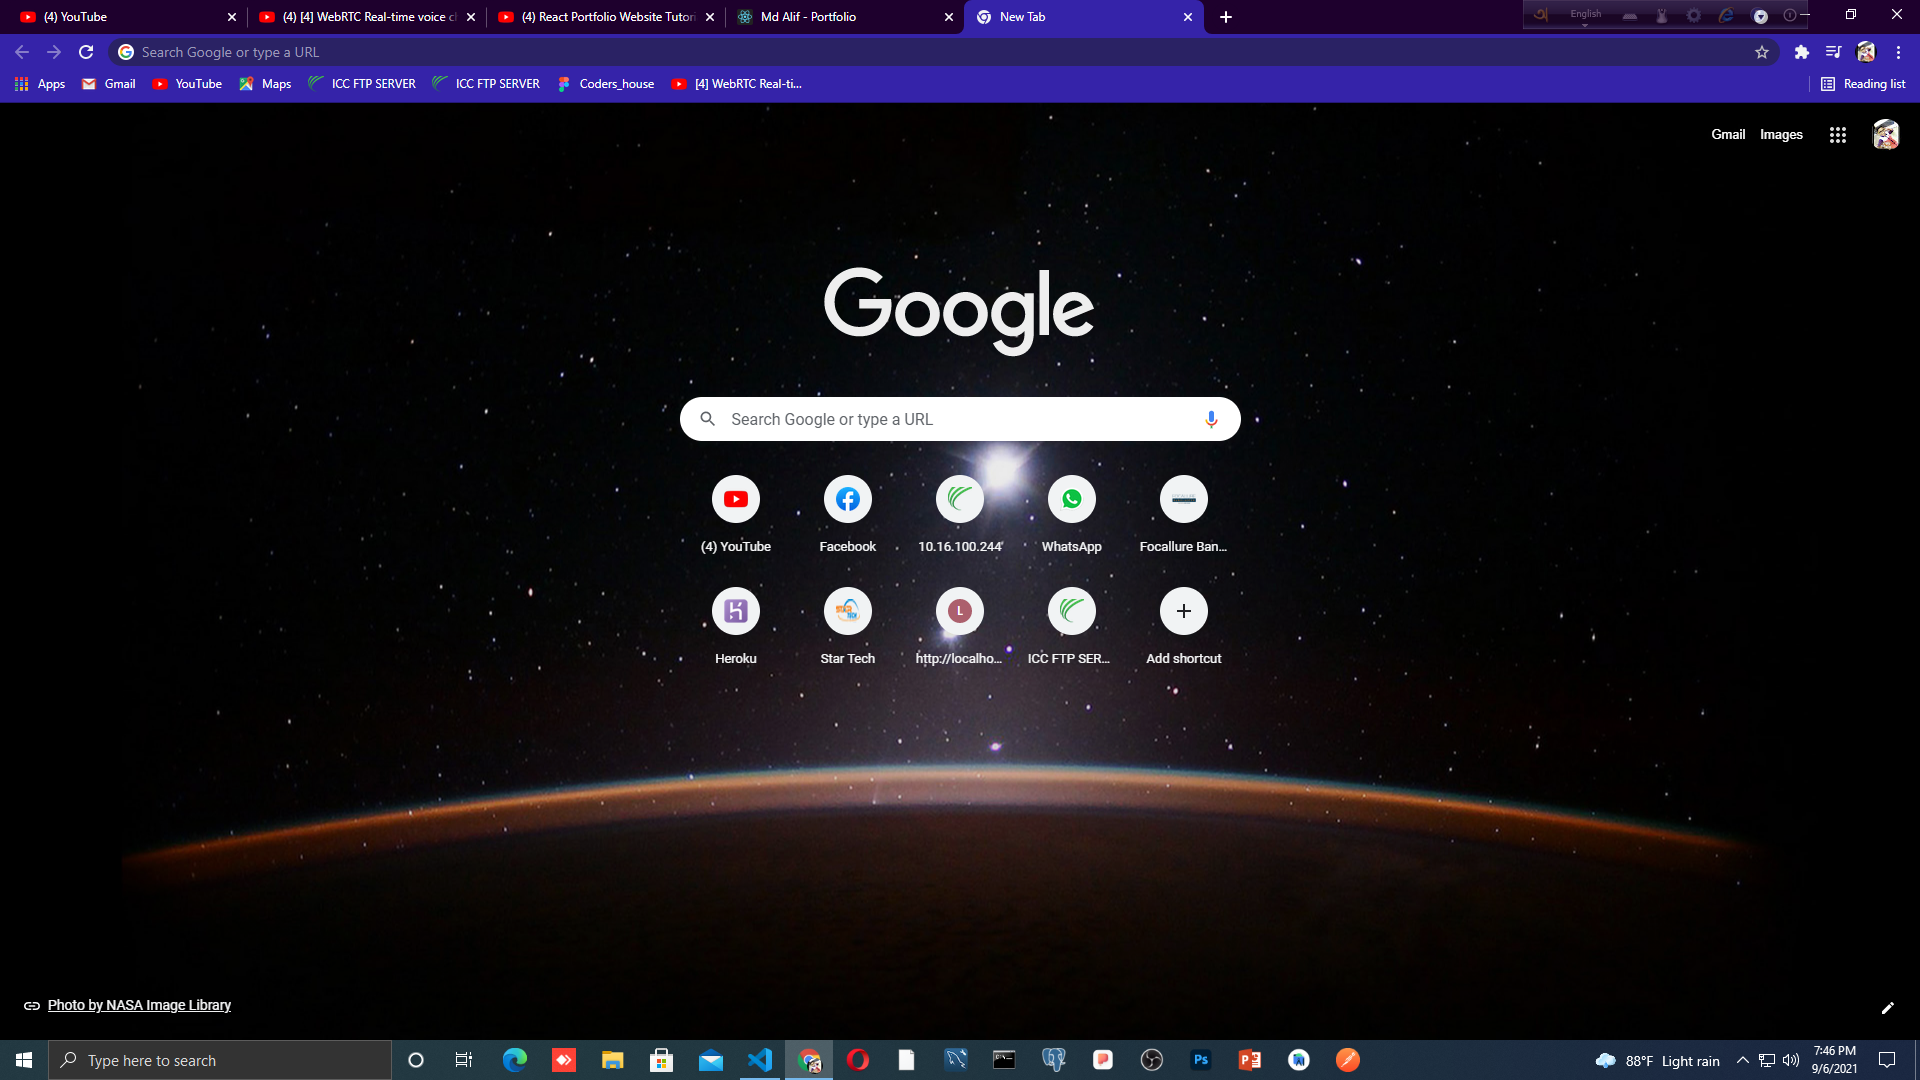 (4) YouTube
(4) [4] WebRTC Real-time voice c
(4) React Portfolio Website Tutori
Md Alif - Portfolio
New Tab
English
Search Google or type a URL
Apps
Gmail
YouTube
Maps
ICC FTP SERVER
ICC FTP SERVER
Coders_house
[4] WebRTC Real-ti...
Reading list
Gmail
Images
Google
Search Google or type a URL
(4) YouTube
Facebook
10.16.100.244
WhatsApp
Focallure Ban...
L
Heroku
Star Tech
http://localho...
ICC FTP SER...
Add shortcut
Photo by NASA Image Library
Type here to search
Ps
88°F Light rain
7:46 PM
9/6/2021